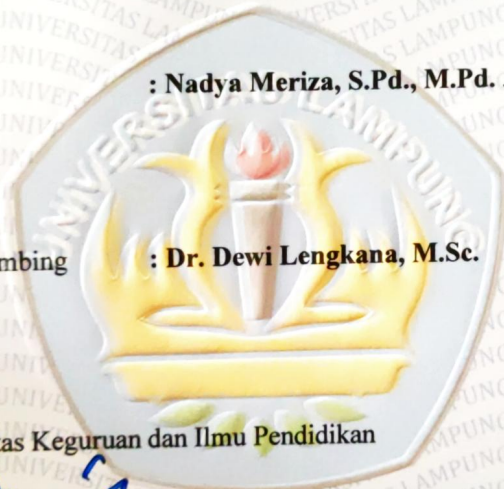 : Nadya Meriza, S.Pd., M.Pd.
mbing : Dr. Dewi Lengkana, M.Sc.
tas Keguruan dan Ilmu Pendidikan
UNIVERSITAS LAMPUNG